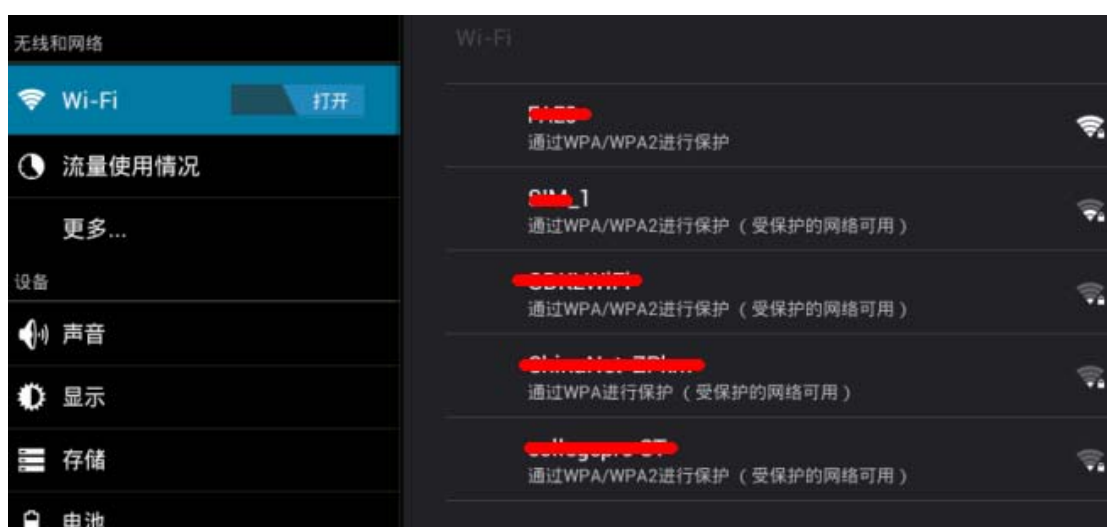 无线和网络
Wi-Fi
打开
流量使用情况
更多...
设备
声音
显示
存储
电池
Wi-Fi
通过WPA/WPA2进行保护
_1
通过WPA/WPA2进行保护（受保护的网络可用）
通过WPA/WPA2进行保护（受保护的网络可用）
通过WPA进行保护（受保护的网络可用）
通过WPA/WPA2进行保护（受保护的网络可用）